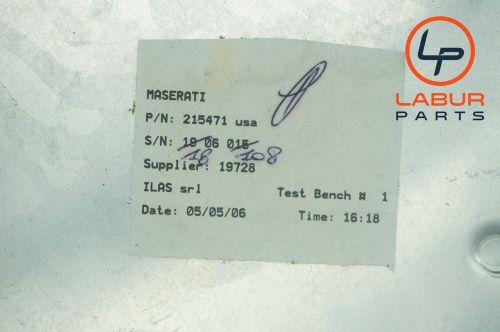 LP
LABUR
PARTS
MASERATI
P/N: 215471 usa
S/N: 19 06 015
18 108
Supplier: 19728
ILAS srl Test Bench # 1
Date: 05/05/06 Time: 16:18